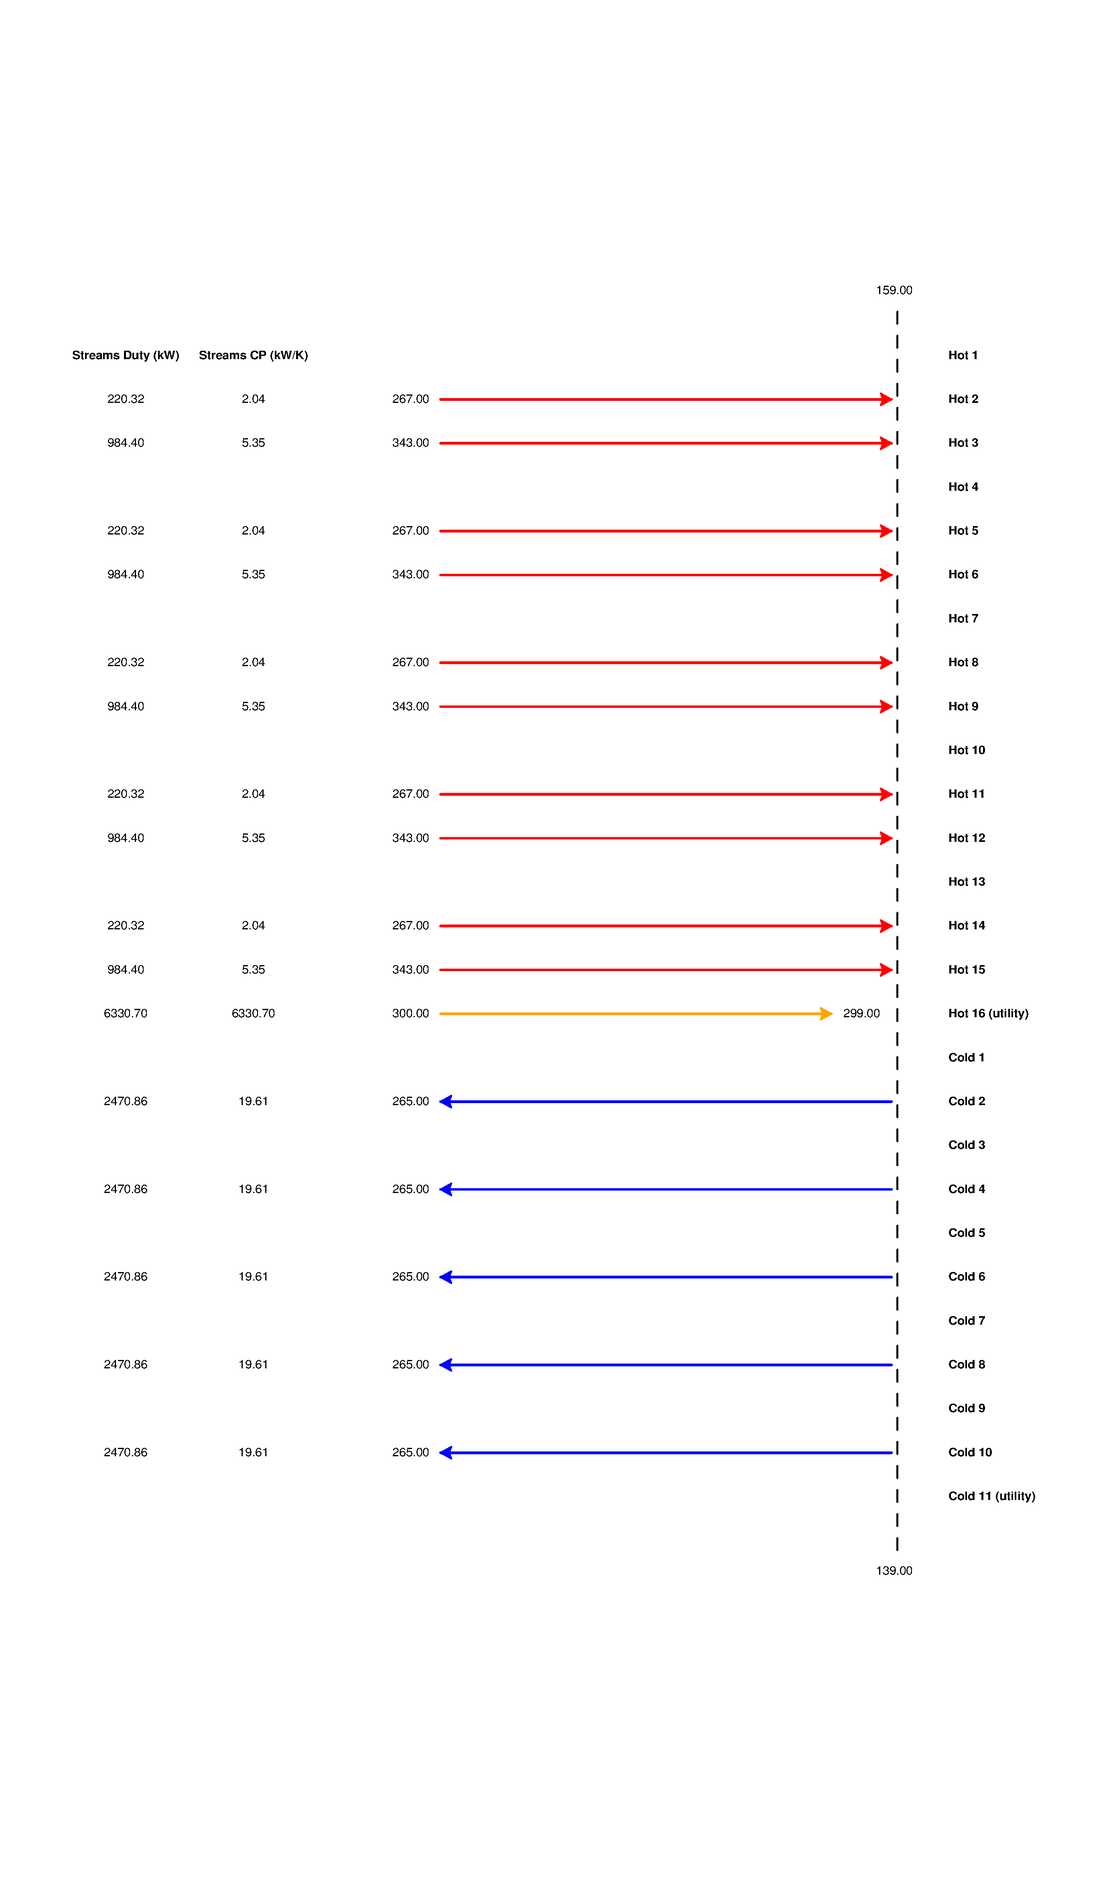 159.00
Streams Duty (kW) Streams CP (kW/K) Hot 1
220.32 2.04 267.00 Hot 2
984.40 5.35 343.00 Hot 3
Hot 4
220.32 2.04 267.00 Hot 5
984.40 5.35 343.00 Hot 6
Hot 7
220.32 2.04 267.00 Hot 8
984.40 5.35 343.00 Hot 9
Hot 10
220.32 2.04 267.00 Hot 11
984.40 5.35 343.00 Hot 12
Hot 13
220.32 2.04 267.00 Hot 14
984.40 5.35 343.00 Hot 15
6330.70 6330.70 300.00 299.00 Hot 16 (utility)
Cold 1
2470.86 19.61 265.00 Cold 2
Cold 3
2470.86 19.61 265.00 Cold 4
Cold 5
2470.86 19.61 265.00 Cold 6
Cold 7
2470.86 19.61 265.00 Cold 8
Cold 9
2470.86 19.61 265.00 Cold 10
Cold 11 (utility)
139.00